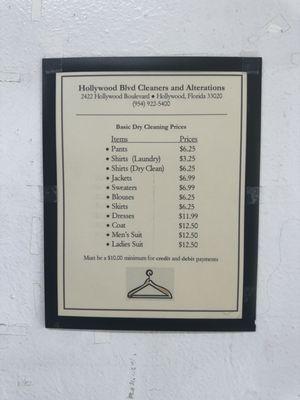 Hollywood Blvd Cleaners and Alterations
2422 Hollywood Boulevard • Hollywood, Florida 33020
(954) 922-5400
Basic Dry Cleaning Prices
Items Prices
• Pants $6.25
• Shirts (Laundry) $3.25
• Shirts (Dry Clean) $6.25
• Jackets $6.99
• Sweaters $6.99
• Blouses $6.25
• Skirts $6.25
• Dresses $11.99
• Coat $12.50
• Men's Suit $12.50
• Ladies Suit $12.50
Must be a $10.00 minimum for credit and debit payments